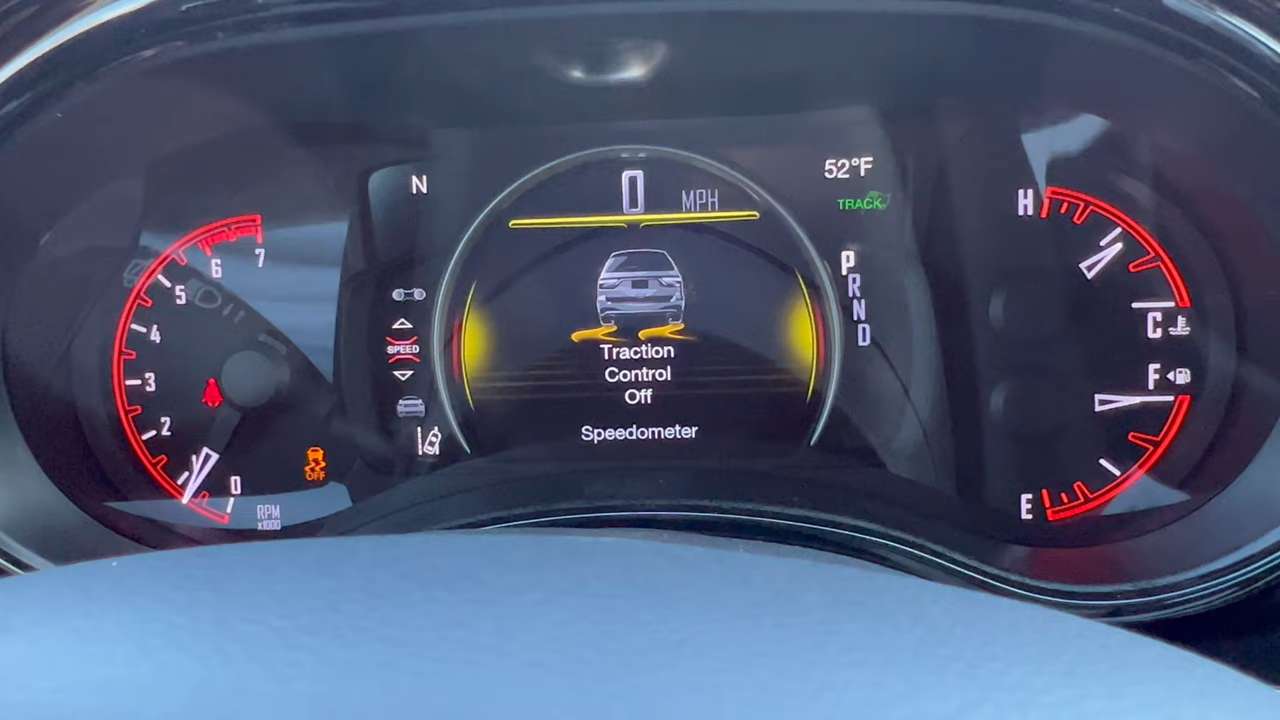 N
0 MPH
52°F
TRACK
H
C
F
E
P
R
N
D
7
6
5
4
3
2
0
RPM
x1000
OFF
SPEED
Traction
Control
Off
Speedometer